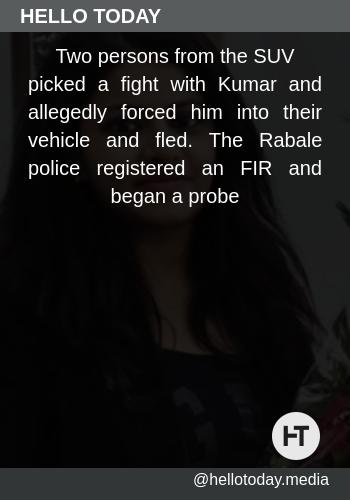 HELLO TODAY
Two persons from the SUV
picked a fight with Kumar and
allegedly forced him into their
vehicle and fled. The Rabale
police registered an FIR and
began a probe
HT
@hellotoday.media